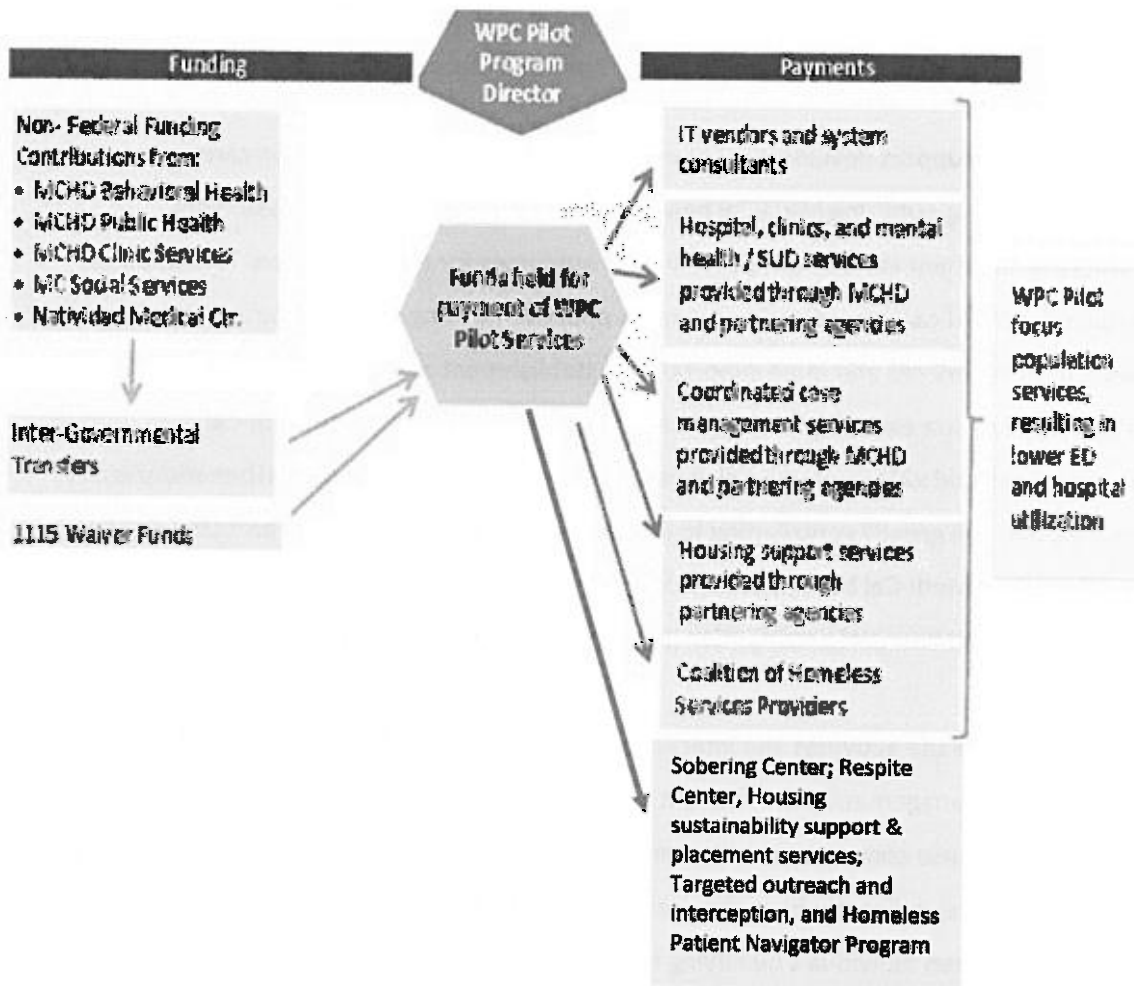 WPC Pilot
Program
Director
Funding
Payments
Non- Federal Funding
Contributions from:
• MCHD Behavioral Health
• MCHD Public Health
• MCHD Clinic Services
• MC Social Services
• Natividad Medical Ctr.
Inter-Governmental
Transfers
1115 Waiver Funds
Funds held for
payment of WPC
Pilot Services
IT vendors and system
consultants
Hospital, clinics, and mental
health / SUD services
provided through MCHD
and partnering agencies
Coordinated case
management services
provided through MCHD
and partnering agencies
Housing support services
provided through
partnering agencies
Coalition of Homeless
Services Providers
Sobering Center; Respite
Center, Housing
sustainability support &
placement services;
Targeted outreach and
interception, and Homeless
Patient Navigator Program
WPC Pilot
focus
population
services,
resulting in
lower ED
and hospital
utilization